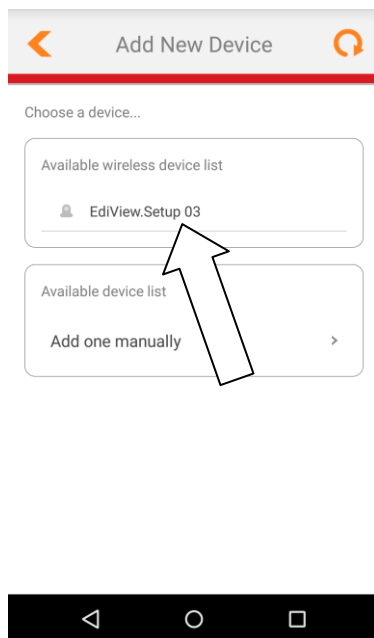 Add New Device
Choose a device...
Available wireless device list
EdiView.Setup 03
Available device list
Add one manually